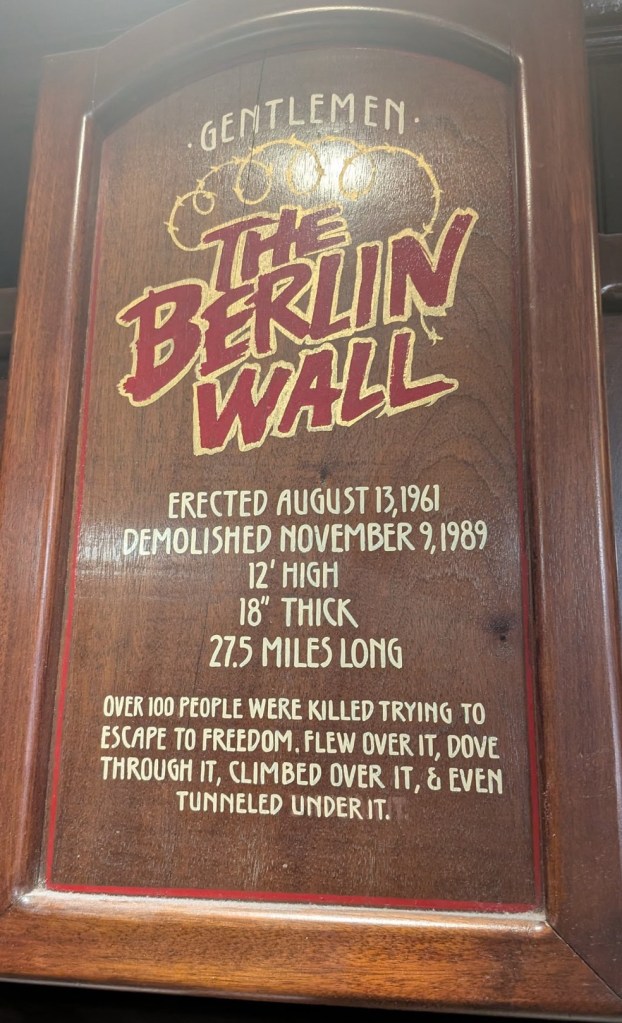 · GENTLEMEN ·
THE
BERLIN
WALL
ERECTED AUGUST 13, 1961
DEMOLISHED NOVEMBER 9, 1989
12' HIGH
18" THICK
27.5 MILES LONG
OVER 100 PEOPLE WERE KILLED TRYING TO
ESCAPE TO FREEDOM. FLEW OVER IT, DOVE
THROUGH IT, CLIMBED OVER IT, & EVEN
TUNNELED UNDER IT.